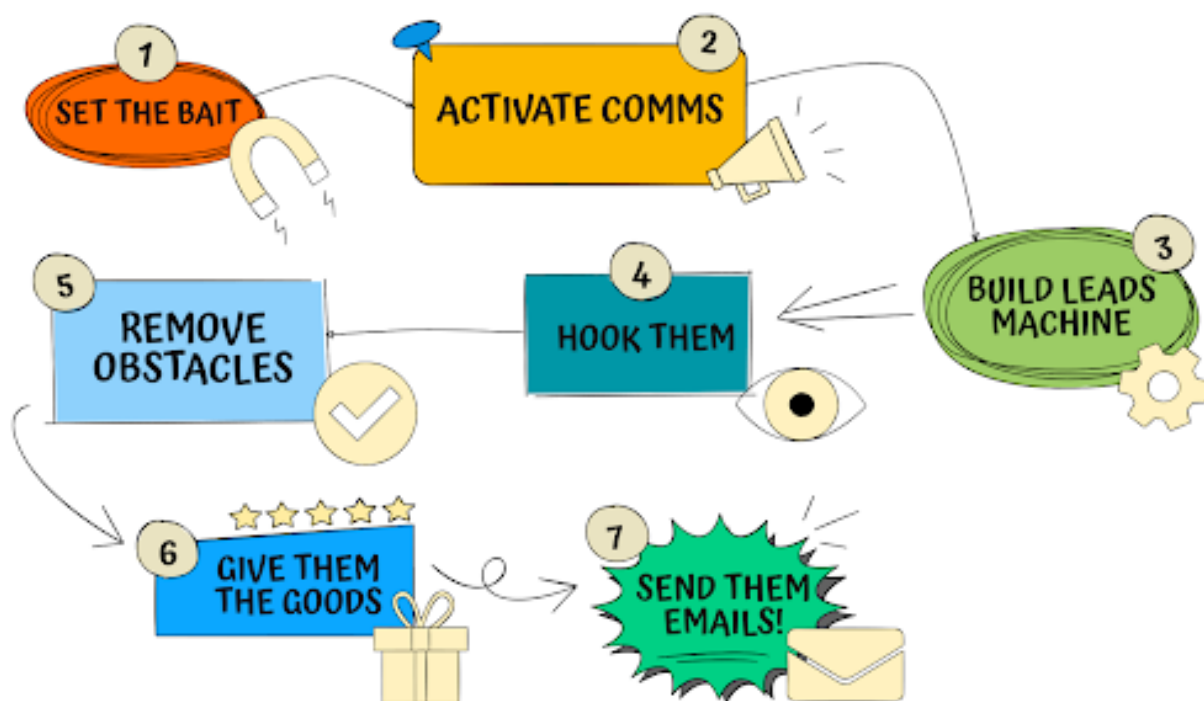 1
SET THE BAIT
2
ACTIVATE COMMS
3
BUILD LEADS
MACHINE
4
HOOK THEM
5
REMOVE
OBSTACLES
6
GIVE THEM
THE GOODS
7
SEND THEM
EMAILS!